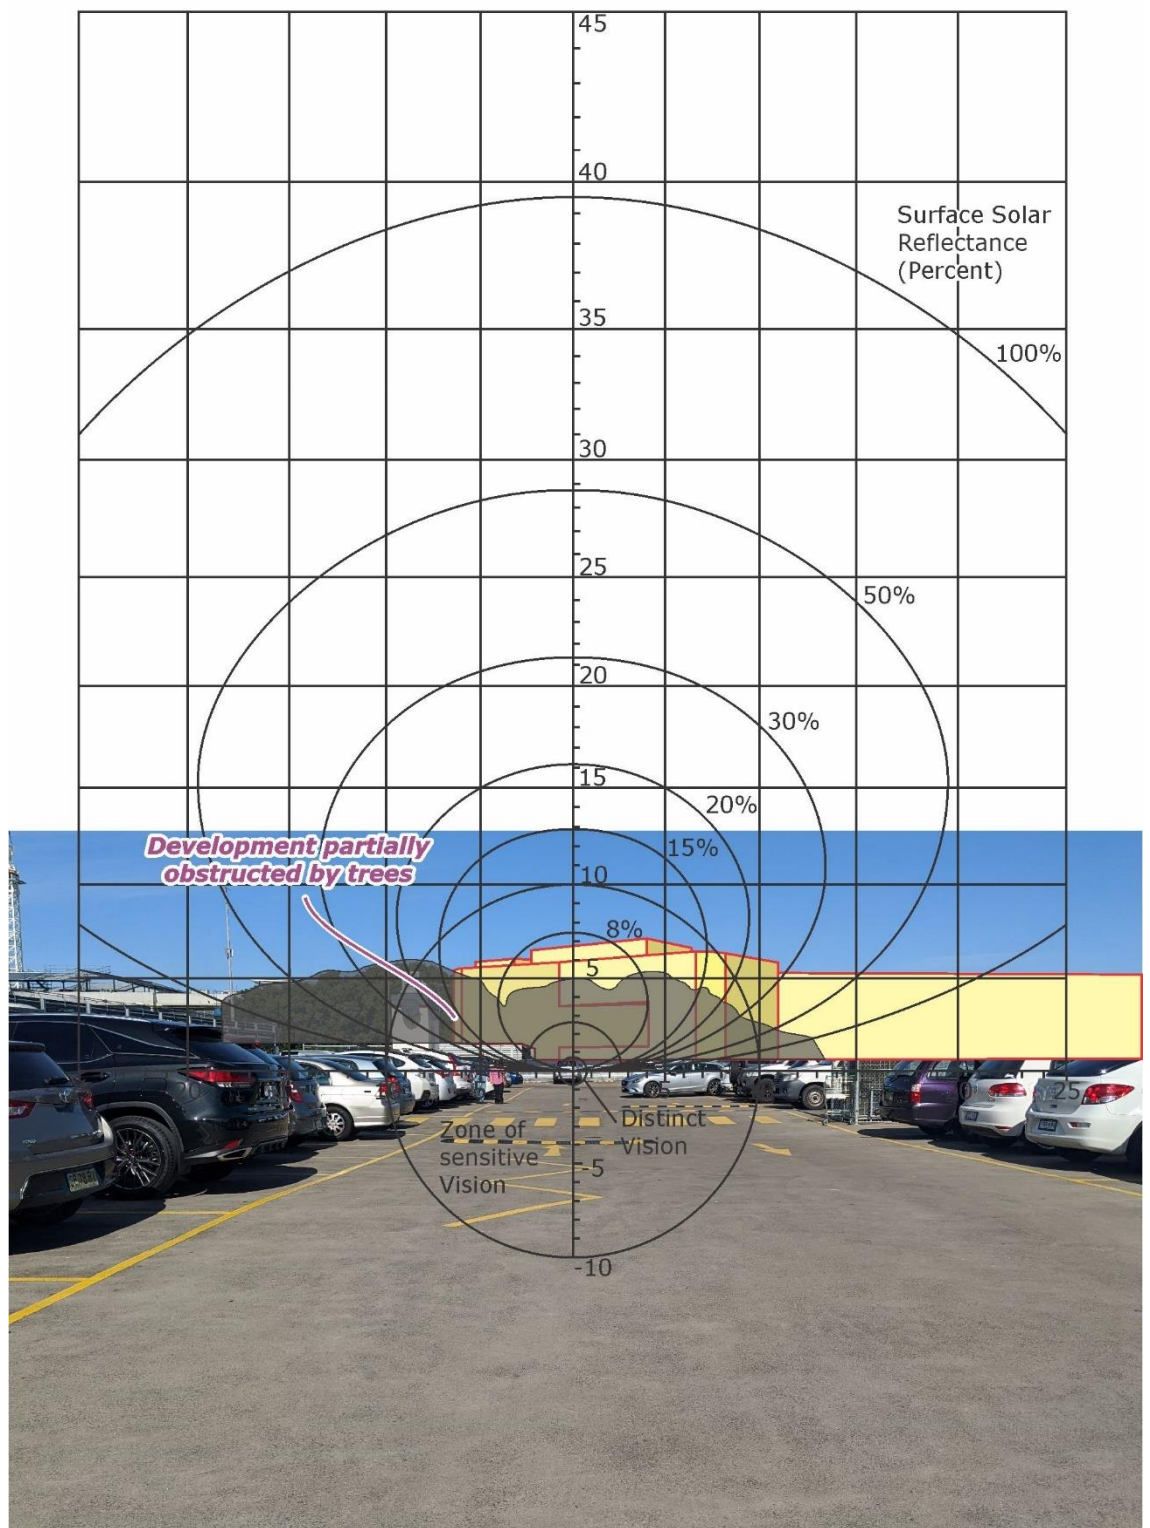 45
40
Surface Solar
Reflectance
(Percent)
35
100%
30
25
50%
20
30%
15
20%
Development partially
obstructed by trees
15%
10
8%
5
25
Distinct
Vision
Zone of
sensitive
Vision
-5
-10